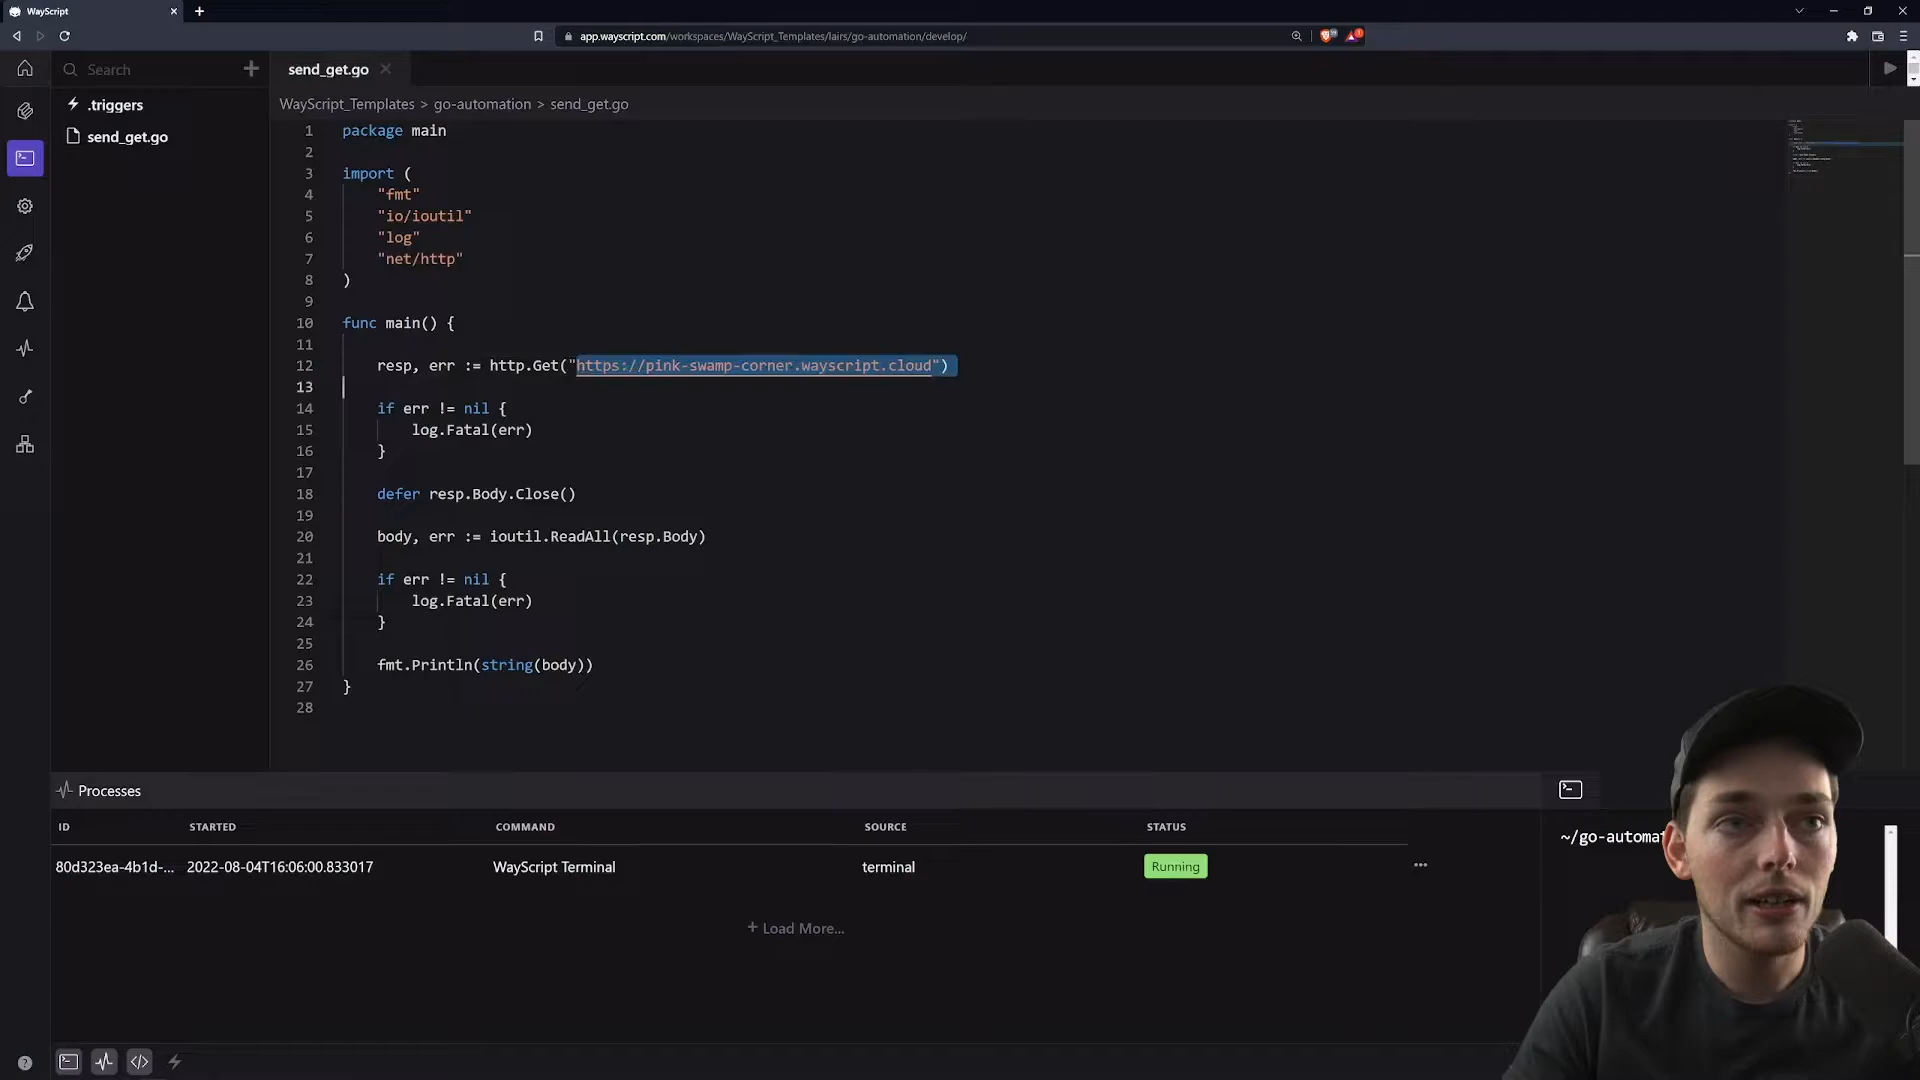 WayScript
app.wayscript.com/workspaces/WayScript_Templates/lairs/go-automation/develop/
Search
send_get.go
.triggers
send_get.go
WayScript_Templates > go-automation > send_get.go
1 package main
2
3 import (
4 "fmt"
5 "io/ioutil"
6 "log"
7 "net/http"
8 )
9
10 func main() {
11
12 resp, err := http.Get("https://pink-swamp-corner.wayscript.cloud")
13
14 if err != nil {
15 log.Fatal(err)
16 }
17
18 defer resp.Body.Close()
19
20 body, err := ioutil.ReadAll(resp.Body)
21
22 if err != nil {
23 log.Fatal(err)
24 }
25
26 fmt.Println(string(body))
27 }
28
Processes
ID STARTED COMMAND SOURCE STATUS
80d323ea-4b1d-... 2022-08-04T16:06:00.833017 WayScript Terminal terminal Running
+ Load More...
~/go-automa